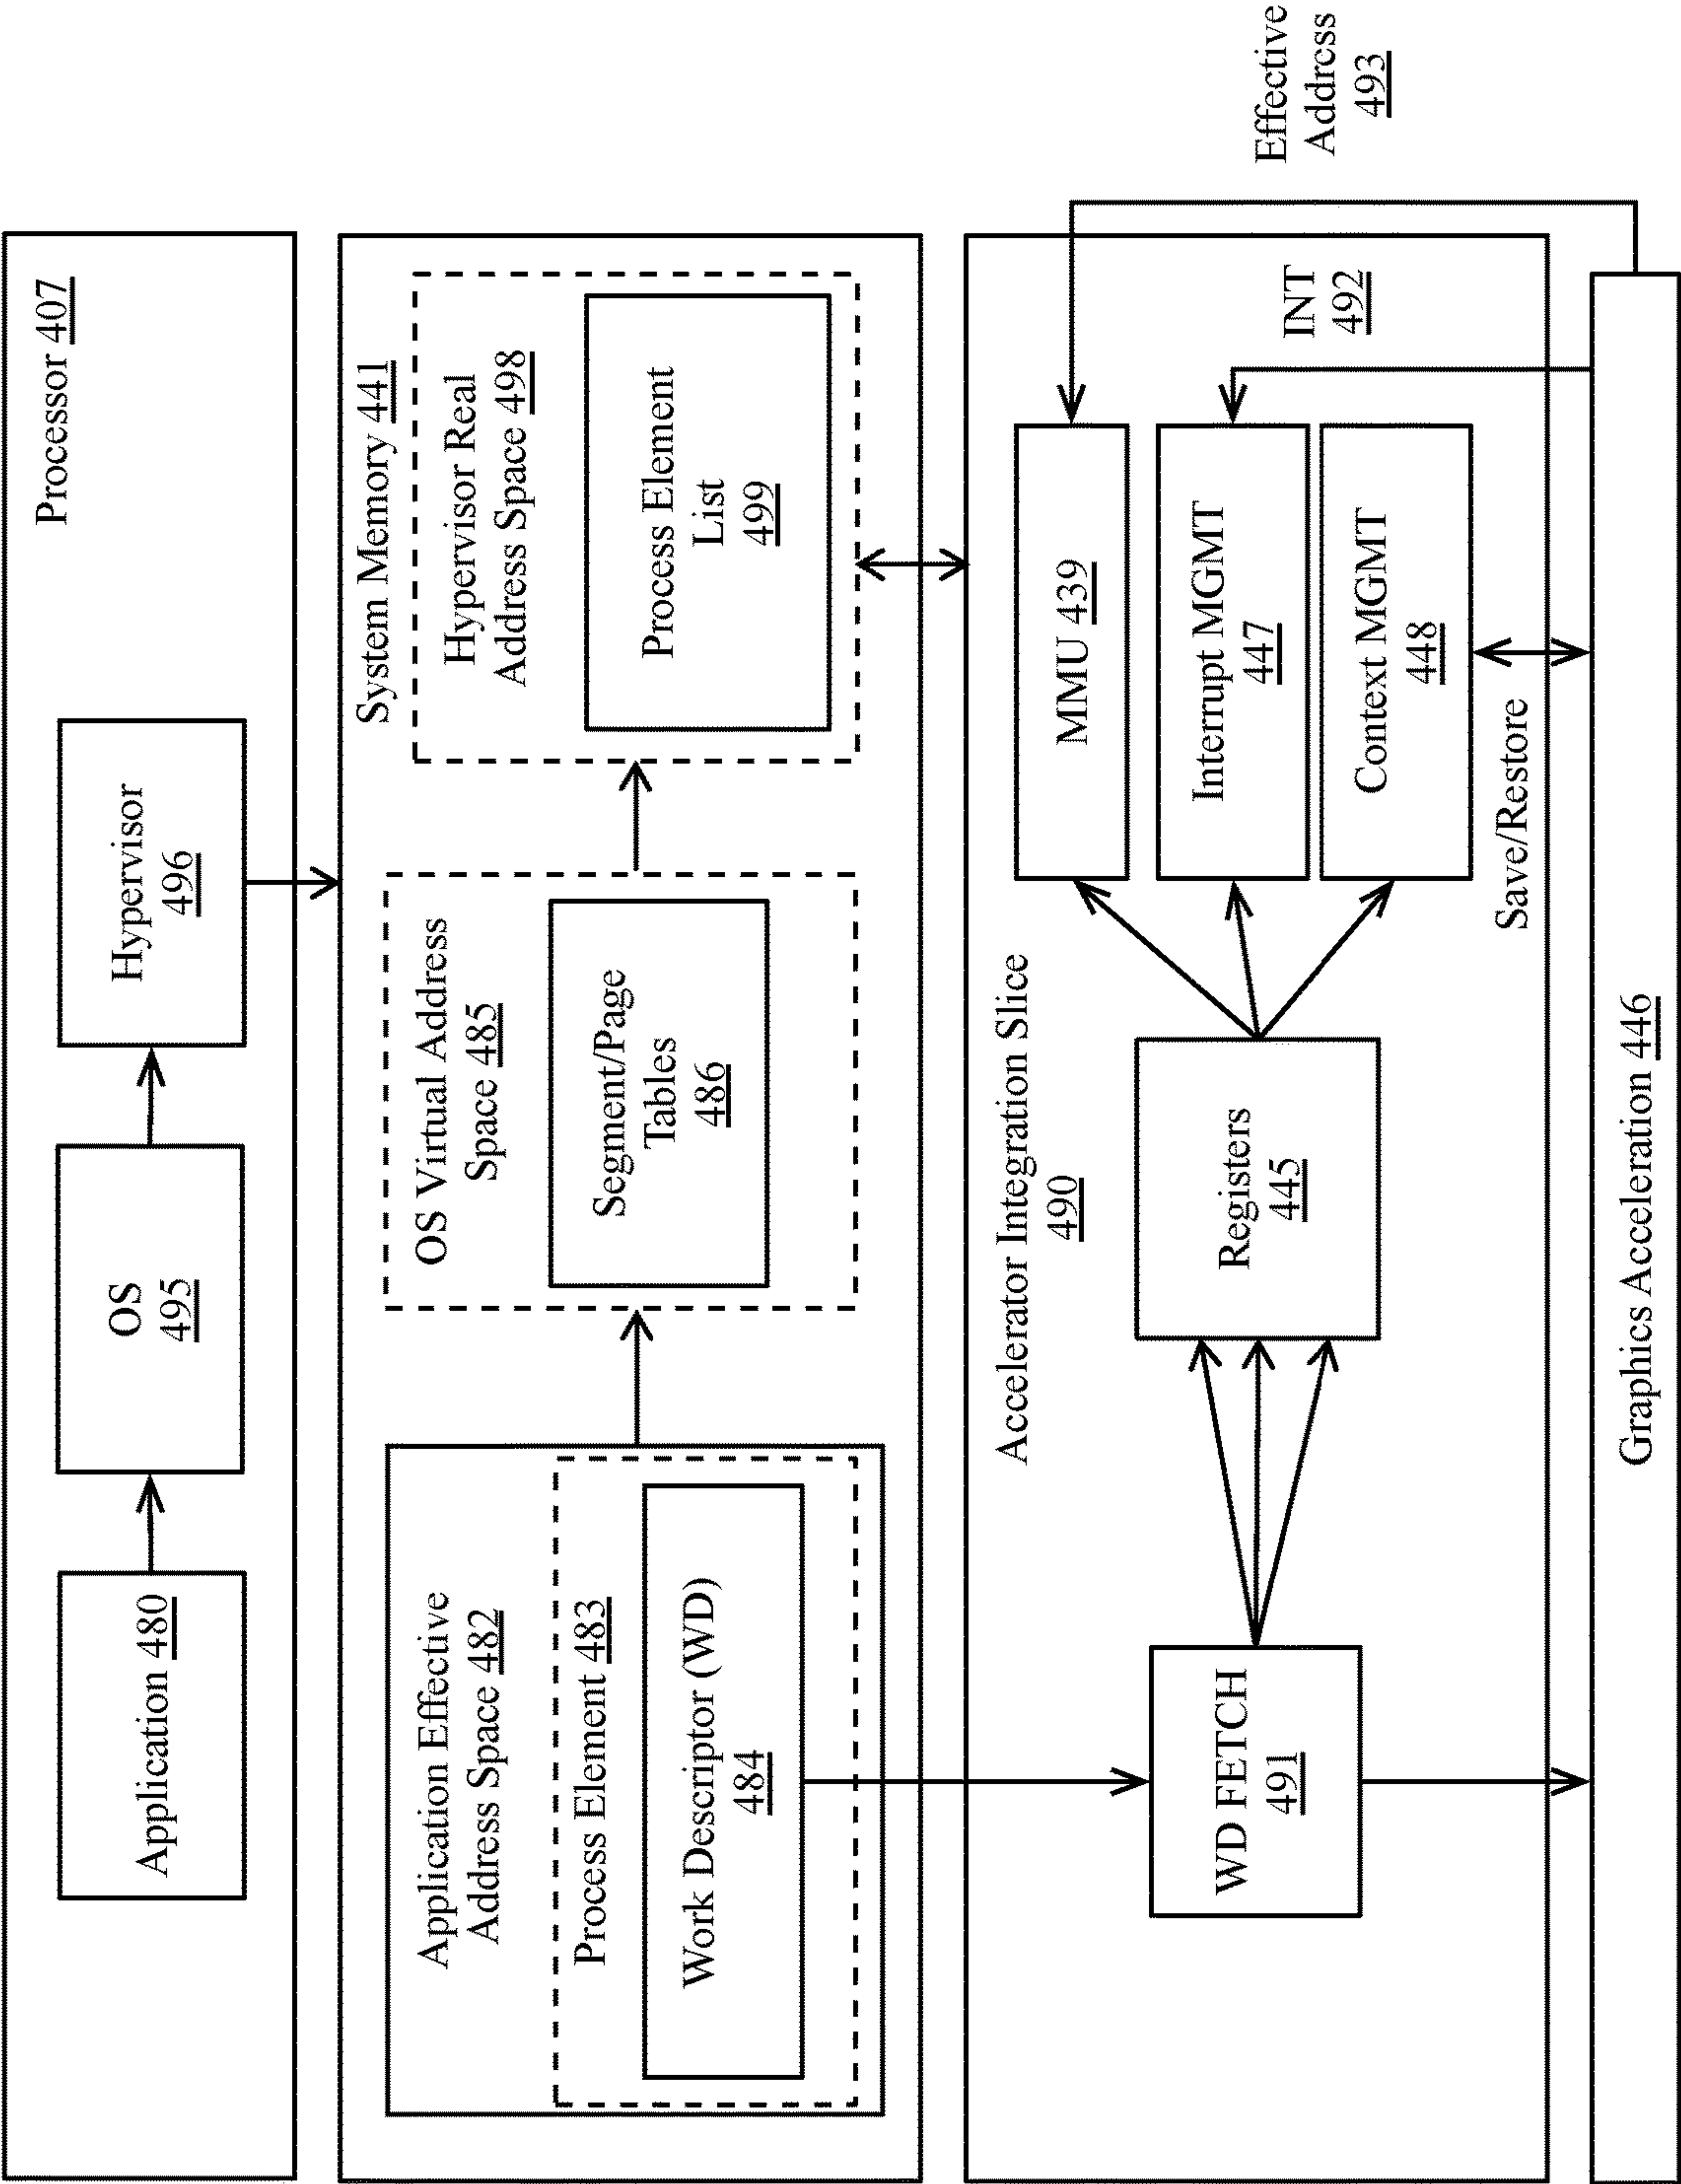 Processor 407
Application 480
OS
495
Hypervisor
496
System Memory 441
Application Effective
Address Space 482
Process Element 483
Work Descriptor (WD)
484
OS Virtual Address
Space 485
Segment/Page
Tables
486
Hypervisor Real
Address Space 498
Process Element
List
499
Accelerator Integration Slice
490
WD FETCH
491
Registers
445
MMU 439
Interrupt MGMT
447
Context MGMT
448
Save/Restore
INT
492
Effective
Address
493
Graphics Acceleration 446